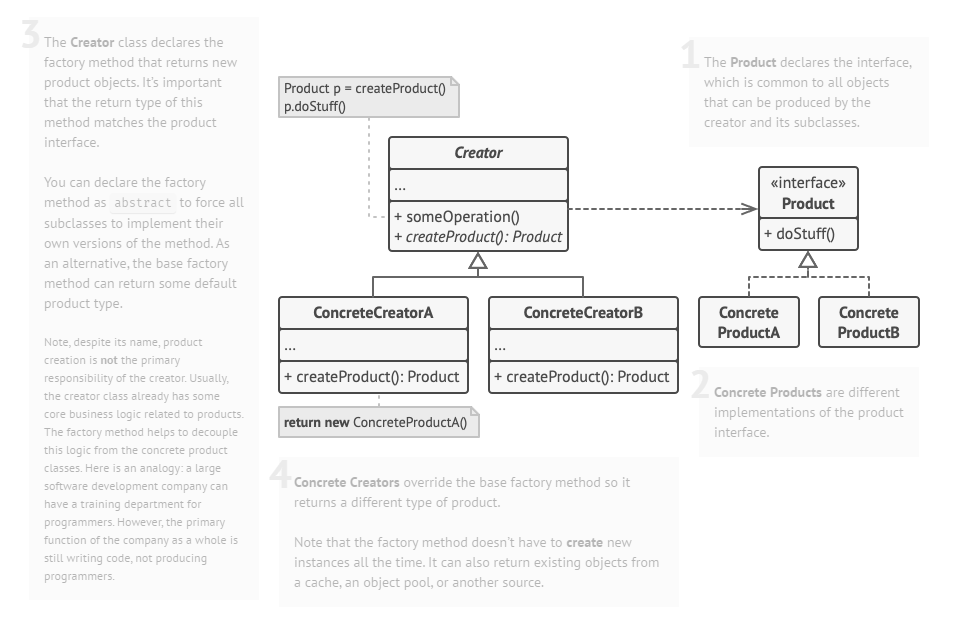 3
The Creator class declares the
factory method that returns new
product objects. It's important
that the return type of this
method matches the product
interface.
You can declare the factory
method as abstract to force all
subclasses to implement their
own versions of the method. As
an alternative, the base factory
method can return some default
product type.
Note, despite its name, product
creation is not the primary
responsibility of the creator. Usually,
the creator class already has some
core business logic related to products.
The factory method helps to decouple
this logic from the concrete product
classes. Here is an analogy: a large
software development company can
have a training department for
programmers. However, the primary
function of the company as a whole is
still writing code, not producing
programmers.
Product p = createProduct()
p.doStuff()
Creator
...
+ someOperation()
+ createProduct(): Product
ConcreteCreatorA
...
+ createProduct(): Product
ConcreteCreatorB
...
+ createProduct(): Product
return new ConcreteProductA()
1
The Product declares the interface,
which is common to all objects
that can be produced by the
creator and its subclasses.
«interface»
Product
+ doStuff()
Concrete
ProductA
Concrete
ProductB
2
Concrete Products are different
implementations of the product
interface.
4
Concrete Creators override the base factory method so it
returns a different type of product.
Note that the factory method doesn't have to create new
instances all the time. It can also return existing objects from
a cache, an object pool, or another source.